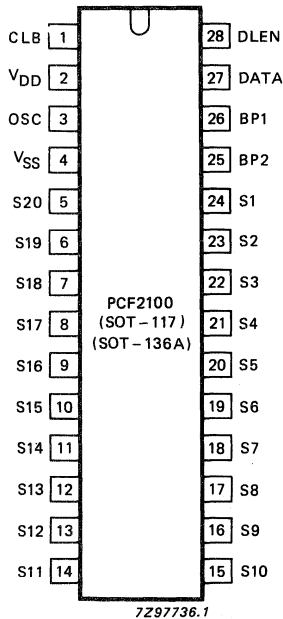 CLB 1 28 DLEN
VDD 2 27 DATA
OSC 3 26 BP1
VSS 4 25 BP2
S20 5 24 S1
S19 6 23 S2
S18 7 22 S3
PCF2100
(SOT-117)
(SOT-136A)
S17 8 21 S4
S16 9 20 S5
S15 10 19 S6
S14 11 18 S7
S13 12 17 S8
S12 13 16 S9
S11 14 15 S10
7Z97736.1